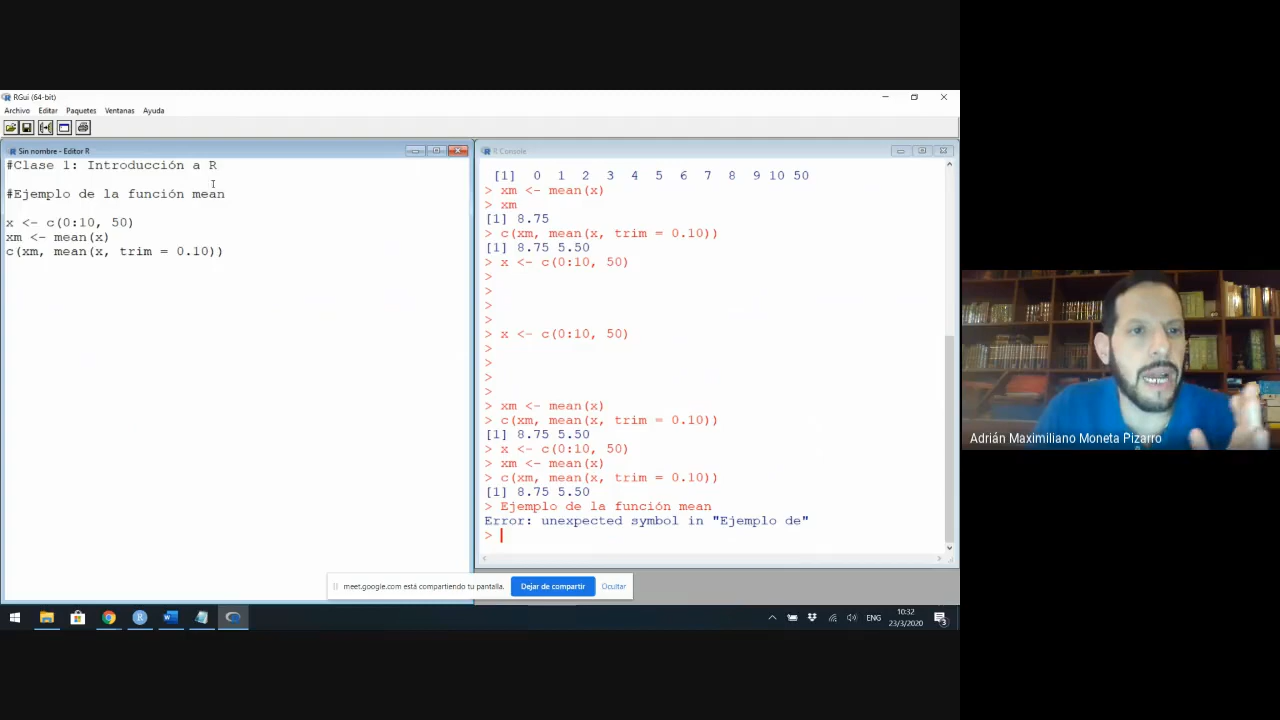 RGui (64-bit)
Archivo Editar Paquetes Ventanas Ayuda
Sin nombre - Editor R
#Clase 1: Introducción a R
#Ejemplo de la función mean
x <- c(0:10, 50)
xm <- mean(x)
c(xm, mean(x, trim = 0.10))
R Console
[1] 0 1 2 3 4 5 6 7 8 9 10 50
> xm <- mean(x)
> xm
[1] 8.75
> c(xm, mean(x, trim = 0.10))
[1] 8.75 5.50
> x <- c(0:10, 50)
>
>
>
>
> x <- c(0:10, 50)
>
>
>
>
> xm <- mean(x)
> c(xm, mean(x, trim = 0.10))
[1] 8.75 5.50
> x <- c(0:10, 50)
> xm <- mean(x)
> c(xm, mean(x, trim = 0.10))
[1] 8.75 5.50
> Ejemplo de la función mean
Error: unexpected symbol in "Ejemplo de"
>
Adrián Maximiliano Moneta Pizarro
meet.google.com está compartiendo tu pantalla. Dejar de compartir Ocultar
ENG
10:32
23/3/2020
3